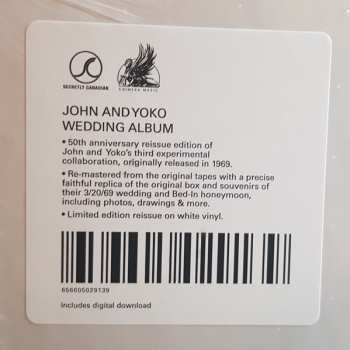 SECRETLY CANADIAN
CHIMERA MUSIC
JOHN AND YOKO
WEDDING ALBUM
• 50th anniversary reissue edition of
John and Yoko's third experimental
collaboration, originally released in 1969.
• Re-mastered from the original tapes with a precise
faithful replica of the original box and souvenirs of
their 3/20/69 wedding and Bed-In honeymoon,
including photos, drawings & more.
• Limited edition reissue on white vinyl.
656605029139
Includes digital download